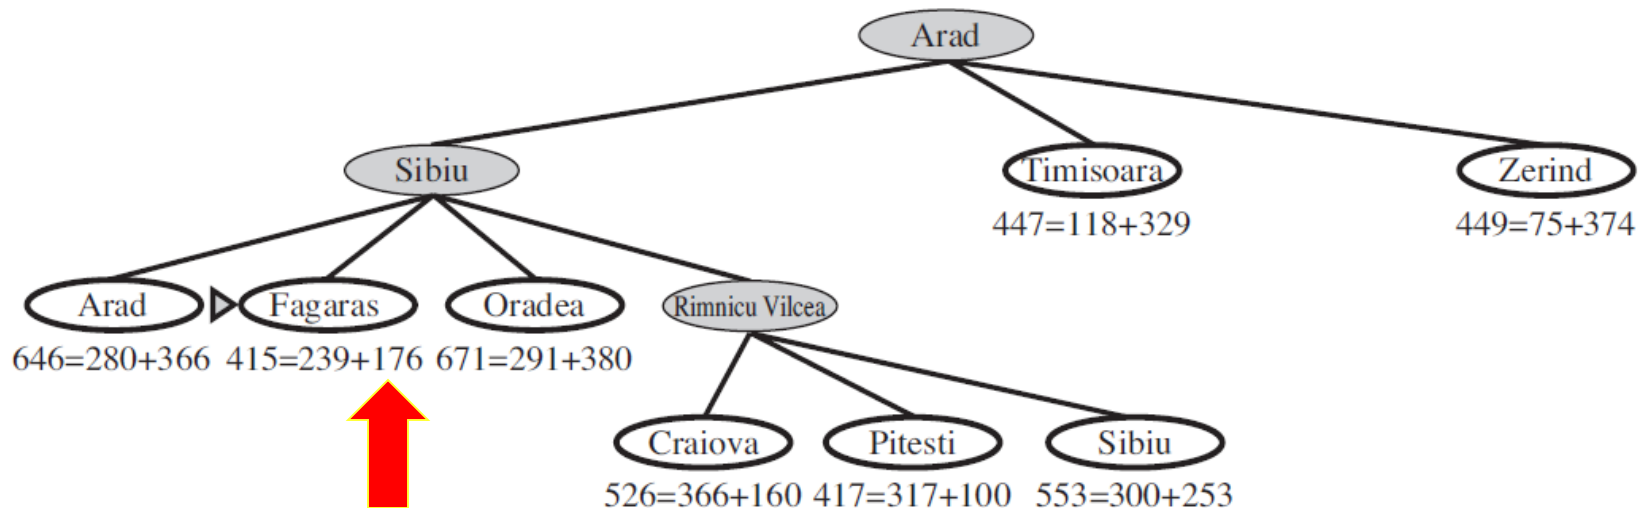 Arad
Sibiu
Timisoara
Zerind
447=118+329
449=75+374
Arad
Fagaras
Oradea
Rimnicu Vilcea
646=280+366
415=239+176
671=291+380
Craiova
Pitesti
Sibiu
526=366+160
417=317+100
553=300+253